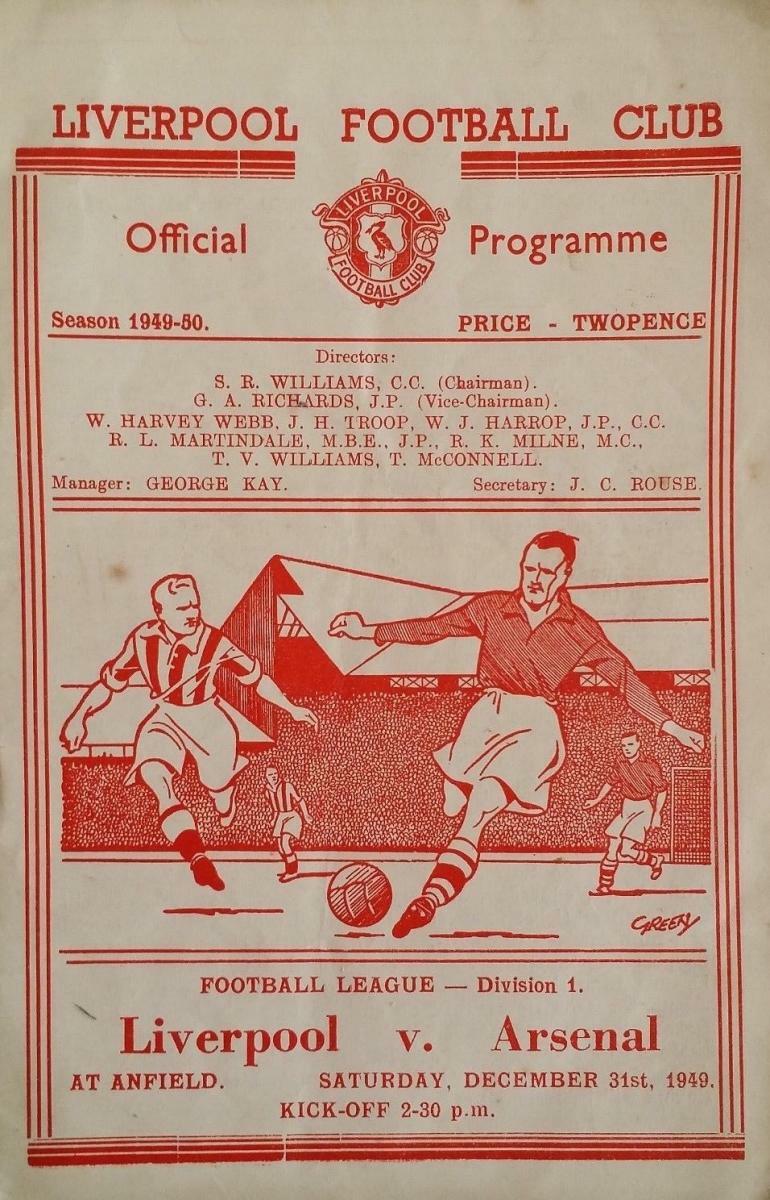 LIVERPOOL FOOTBALL CLUB
Official Programme
LIVERPOOL
FOOTBALL CLUB
Season 1949-50. PRICE - TWOPENCE
Directors:
S. R. WILLIAMS, C.C. (Chairman).
G. A. RICHARDS, J.P. (Vice-Chairman).
W. HARVEY WEBB, J. H. TROOP, W. J. HARROP, J.P., C.C.
R. L. MARTINDALE, M.B.E., J.P., R. K. MILNE, M.C.,
T. V. WILLIAMS, T. McCONNELL.
Manager: GEORGE KAY. Secretary: J. C. ROUSE.
GREEN
FOOTBALL LEAGUE — Division 1.
Liverpool v. Arsenal
AT ANFIELD. SATURDAY, DECEMBER 31st, 1949.
KICK-OFF 2-30 p.m.